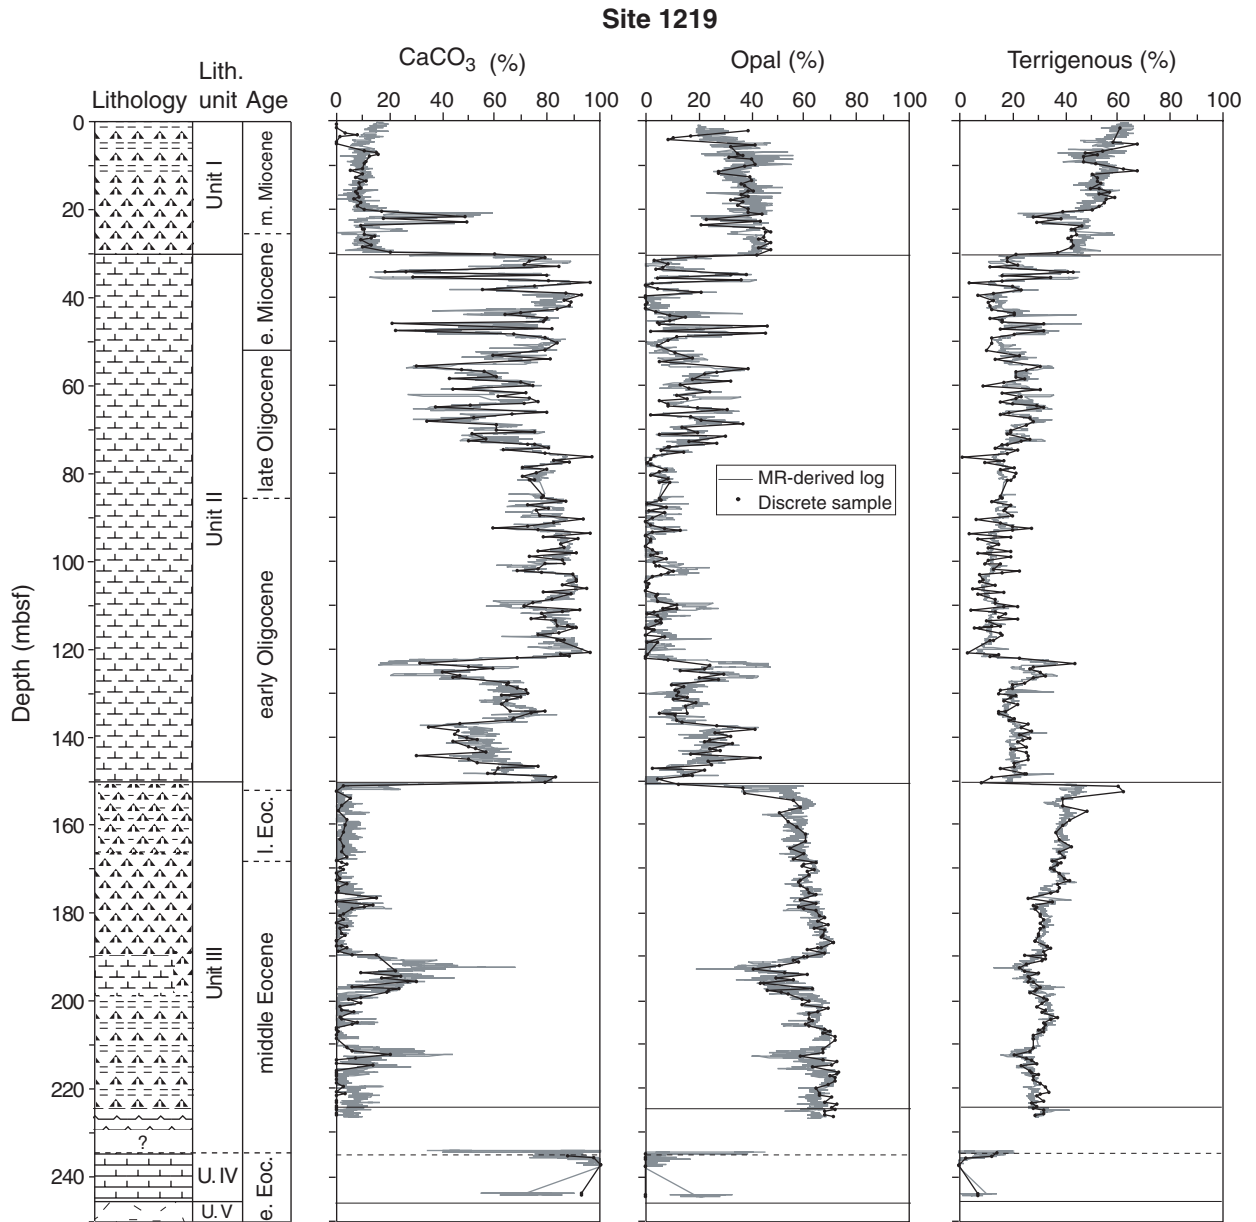 Site 1219
CaCO3 (%)
Opal (%)
Terrigenous (%)
Lith.
Lithology unit Age
0 20 40 60 80 100
0 20 40 60 80 100
0 20 40 60 80 100
0
20
40
60
80
100
120
140
160
180
200
220
240
Depth (mbsf)
Unit I
Unit II
Unit III
U. IV
U. V
m. Miocene
e. Miocene
late Oligocene
early Oligocene
l. Eoc.
middle Eocene
e. Eoc.
?
MR-derived log
Discrete sample